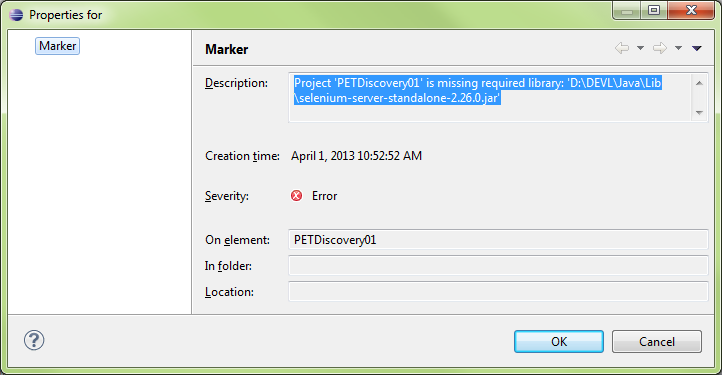 Properties for
Marker
Marker
Description:
Project 'PETDiscovery01' is missing required library: 'D:\DEVL\Java\Lib
\selenium-server-standalone-2.26.0.jar'
Creation time: April 1, 2013 10:52:52 AM
Severity: Error
On element: PETDiscovery01
In folder:
Location:
OK Cancel